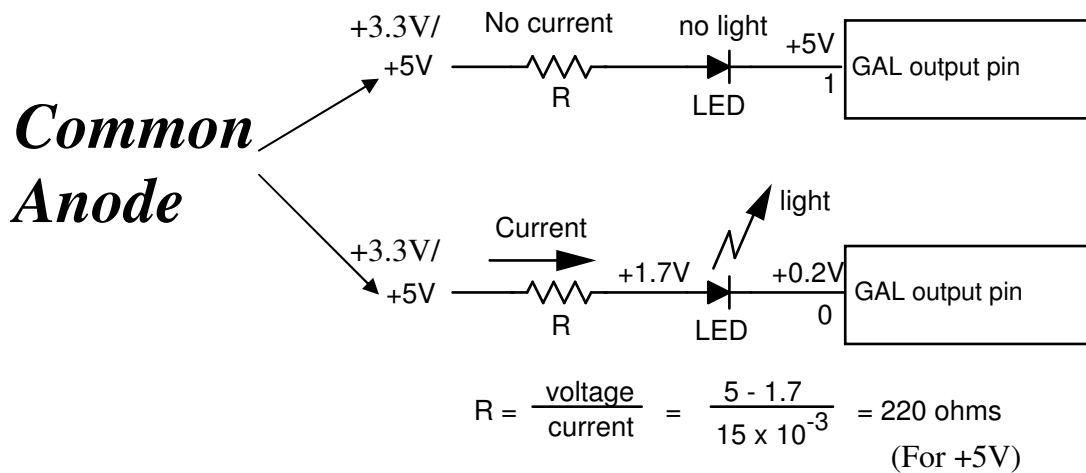 Common
Anode
+3.3V/
+5V
No current
R
no light
LED
+5V
1
GAL output pin
+3.3V/
+5V
Current
R
+1.7V
light
LED
+0.2V
0
GAL output pin
R = voltage / current = 5 - 1.7 / 15 x 10^-3 = 220 ohms
(For +5V)